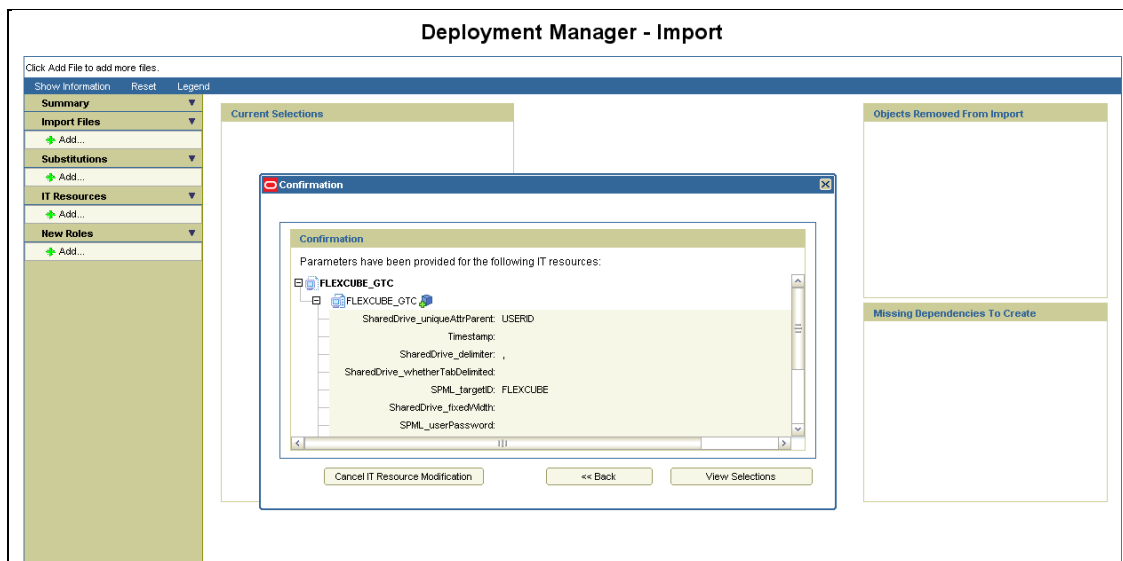 Deployment Manager - Import
Click Add File to add more files.
Show Information Reset Legend
Summary
Import Files
Add...
Substitutions
Add...
IT Resources
Add...
New Roles
Add...
Current Selections
Objects Removed From Import
Missing Dependencies To Create
Confirmation
Confirmation
Parameters have been provided for the following IT resources:
FLEXCUBE_GTC
FLEXCUBE_GTC
SharedDrive_uniqueAttrParent: USERID
Timestamp:
SharedDrive_delimiter: ,
SharedDrive_whetherTabDelimited:
SPML_targetID: FLEXCUBE
SharedDrive_fixedWidth:
SPML_userPassword:
Cancel IT Resource Modification << Back View Selections